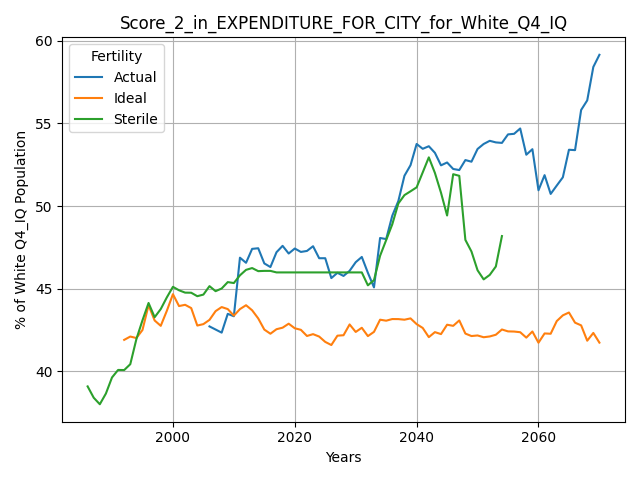 Score_2_in_EXPENDITURE_FOR_CITY_for_White_Q4_IQ
Fertility
Actual
Ideal
Sterile
% of White Q4_IQ Population
60
55
50
45
40
2000
2020
2040
2060
Years